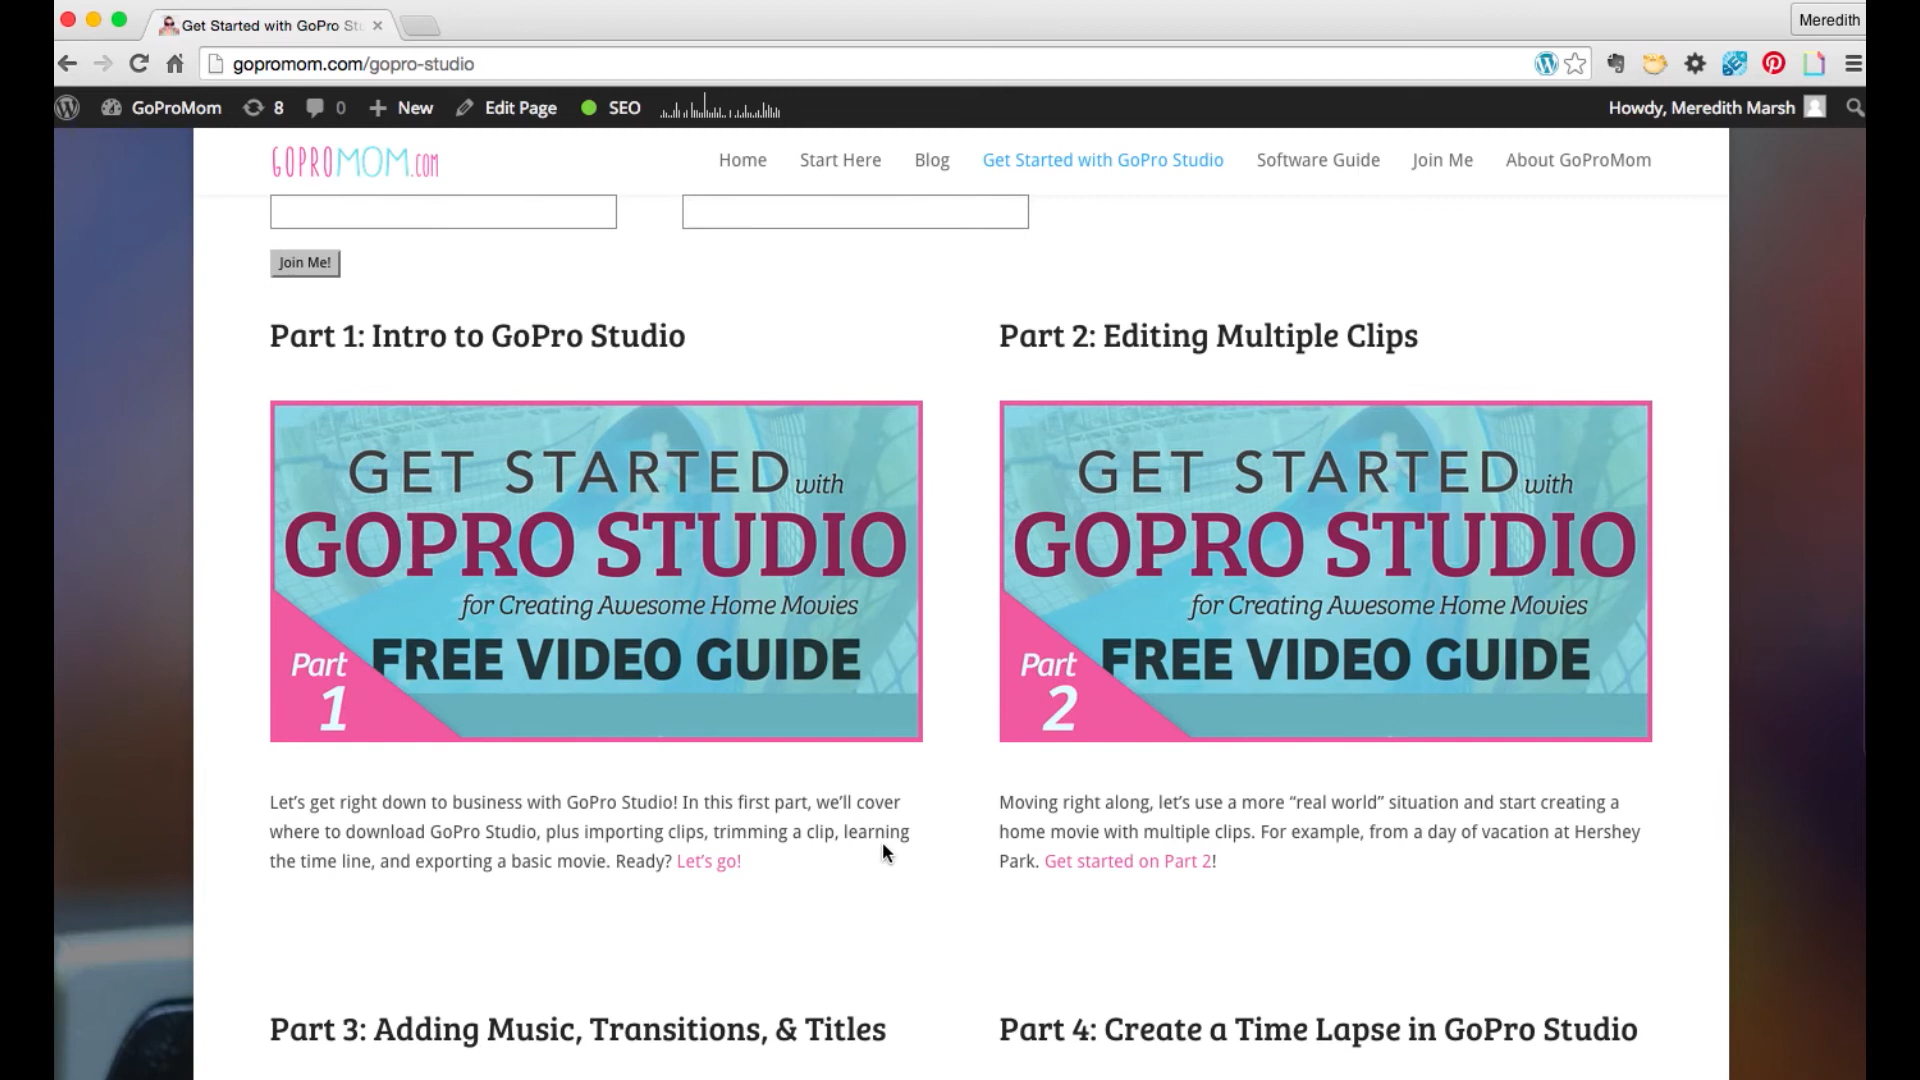 Get Started with GoPro St
Meredith
gopromom.com/gopro-studio
GoProMom 8 0 New Edit Page SEO
Howdy, Meredith Marsh
GOPROMOM.COM
Home Start Here Blog Get Started with GoPro Studio Software Guide Join Me About GoProMom
Join Me!
Part 1: Intro to GoPro Studio
GET STARTED with
GOPRO STUDIO
for Creating Awesome Home Movies
FREE VIDEO GUIDE
Part
1
Let's get right down to business with GoPro Studio! In this first part, we'll cover
where to download GoPro Studio, plus importing clips, trimming a clip, learning
the time line, and exporting a basic movie. Ready? Let's go!
Part 2: Editing Multiple Clips
GET STARTED with
GOPRO STUDIO
for Creating Awesome Home Movies
FREE VIDEO GUIDE
Part
2
Moving right along, let's use a more “real world” situation and start creating a
home movie with multiple clips. For example, from a day of vacation at Hershey
Park. Get started on Part 2!
Part 3: Adding Music, Transitions, & Titles
Part 4: Create a Time Lapse in GoPro Studio